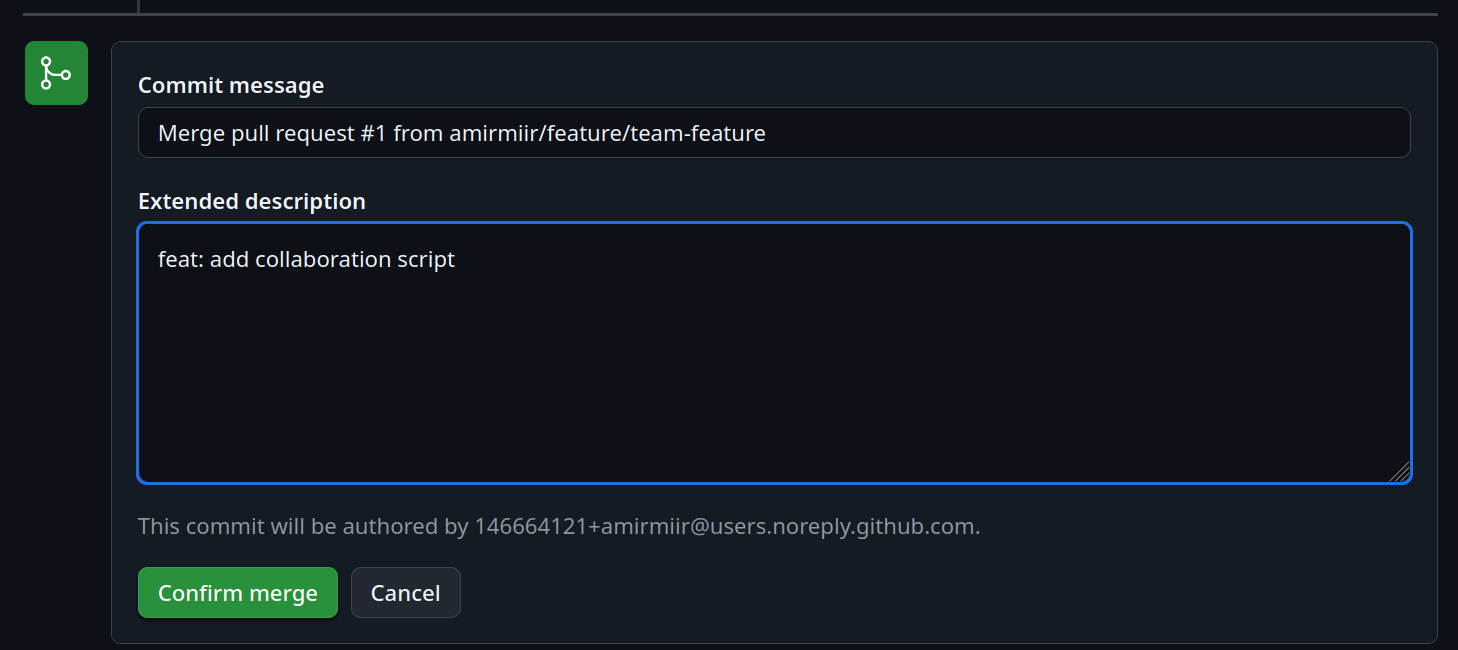 Commit message
Merge pull request #1 from amirmiir/feature/team-feature
Extended description
feat: add collaboration script
This commit will be authored by 146664121+amirmiir@users.noreply.github.com.
Confirm merge
Cancel